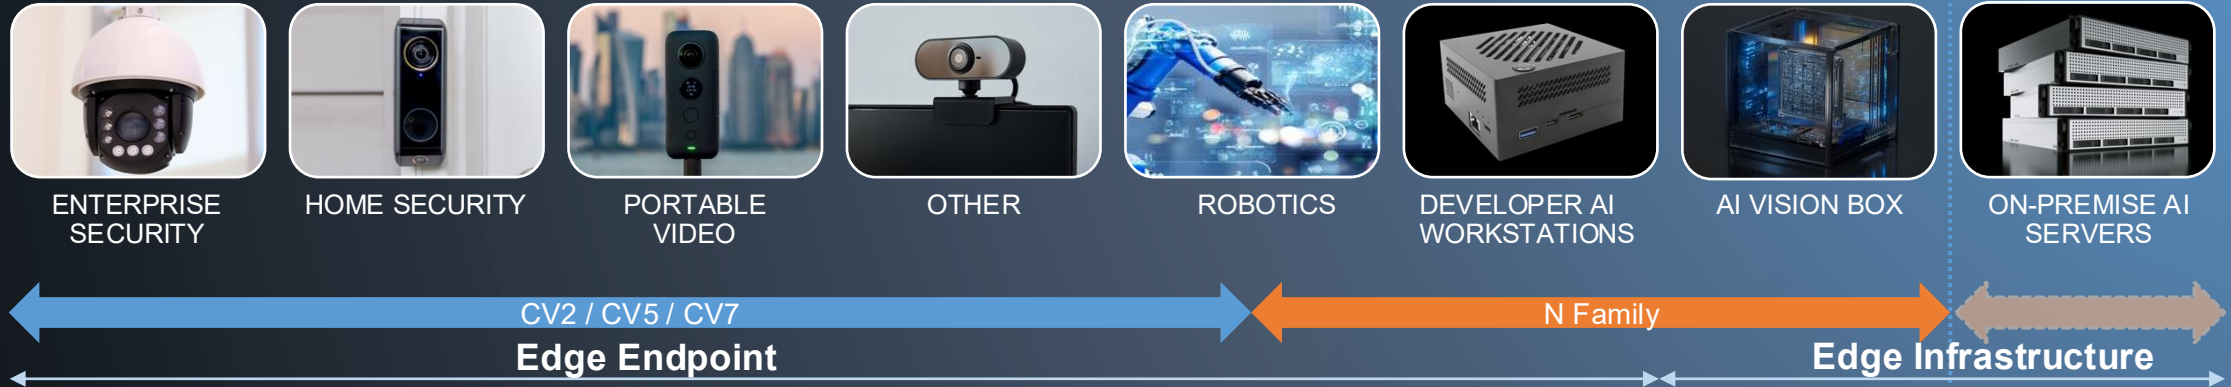 ENTERPRISE
SECURITY
HOME SECURITY
PORTABLE
VIDEO
OTHER
ROBOTICS
DEVELOPER AI
WORKSTATIONS
AI VISION BOX
ON-PREMISE AI
SERVERS
CV2 / CV5 / CV7
N Family
Edge Endpoint
Edge Infrastructure